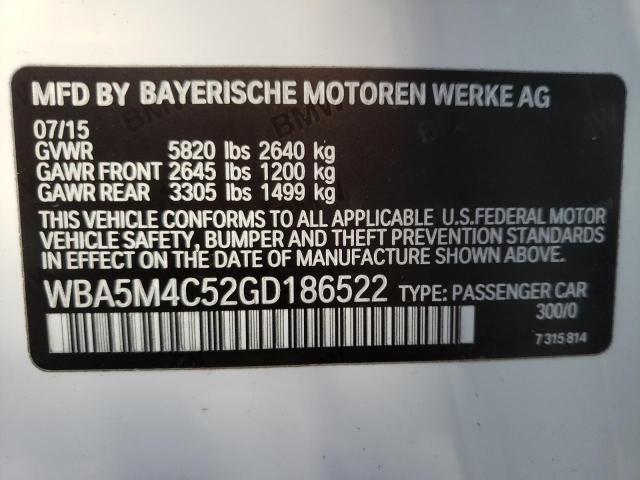 MFD BY BAYERISCHE MOTOREN WERKE AG
07/15
GVWR 5820 lbs 2640 kg
GAWR FRONT 2645 lbs 1200 kg
GAWR REAR 3305 lbs 1499 kg
THIS VEHICLE CONFORMS TO ALL APPLICABLE U.S.FEDERAL MOTOR
VEHICLE SAFETY, BUMPER AND THEFT PREVENTION STANDARDS
IN EFFECT ON THE DATE OF MANUFACTURE SHOWN ABOVE.
WBA5M4C52GD186522 TYPE: PASSENGER CAR
300/0
7315814